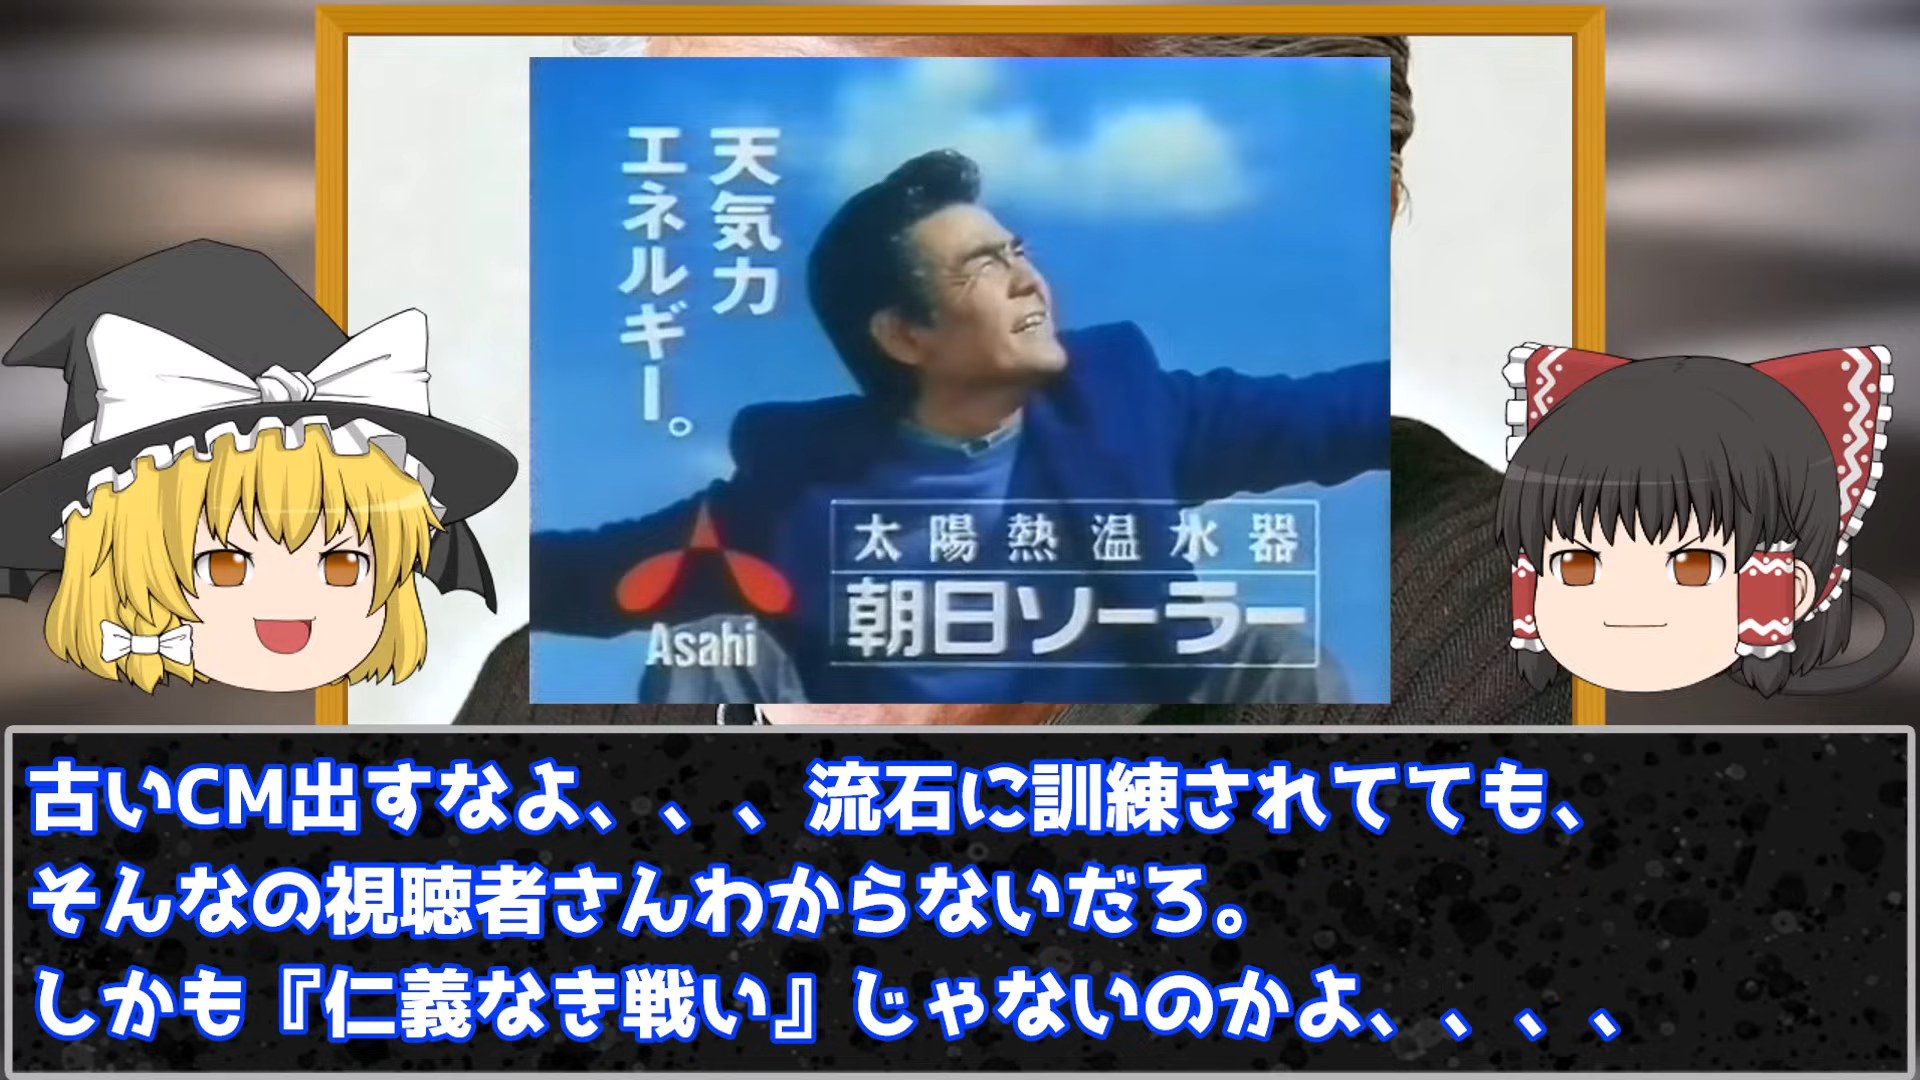 天気力
エネルギー。
太陽熱温水器
朝日ソーラー
Asahi
古いCM出すなよ、、、流石に訓練されてても、
そんなの視聴者さんわからないだろ。
しかも『仁義なき戦い』じゃないのかよ、、、、